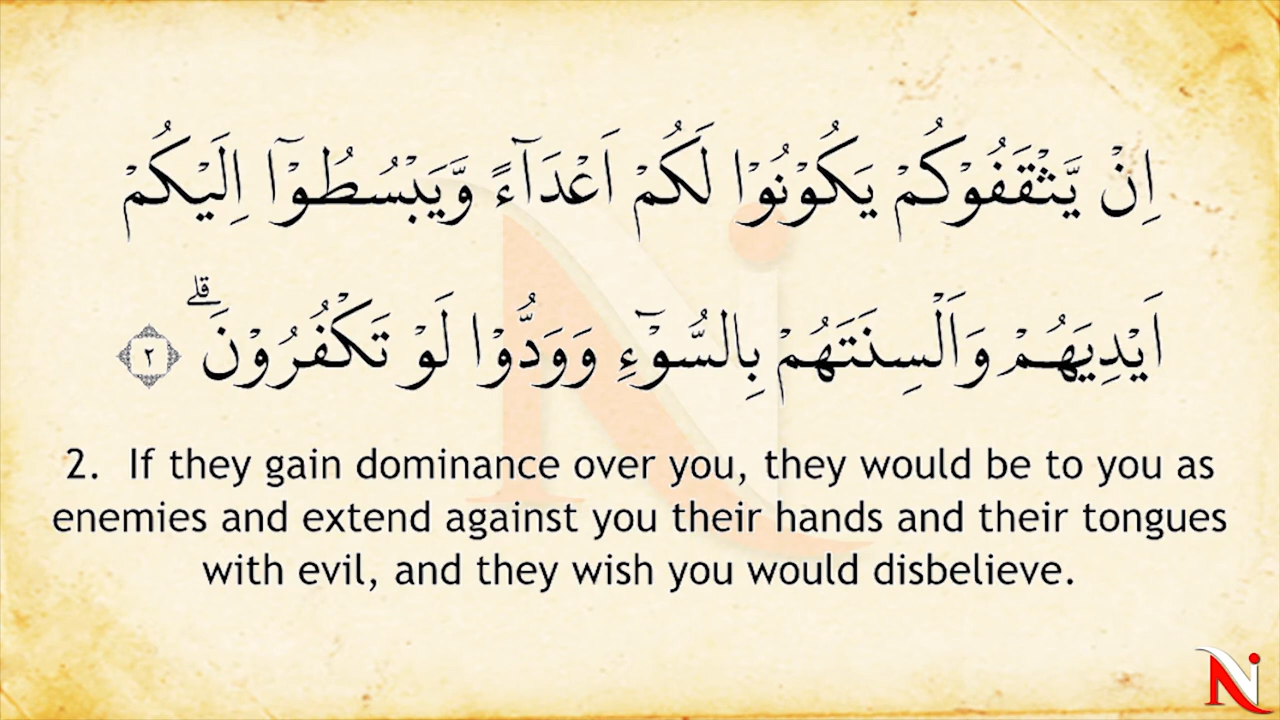 اِنْ يَّثْقَفُوْكُمْ يَكُوْنُوْا لَكُمْ اَعْدَآءً وَّيَبْسُطُوْۤا اِلَيْكُمْ
اَيْدِيَهُمْ وَاَلْسِنَتَهُمْ بِالسُّوْٓءِ وَوَدُّوْا لَوْ تَكْفُرُوْنَ ۗ ﴿٢﴾
2. If they gain dominance over you, they would be to you as
enemies and extend against you their hands and their tongues
with evil, and they wish you would disbelieve.
Ni